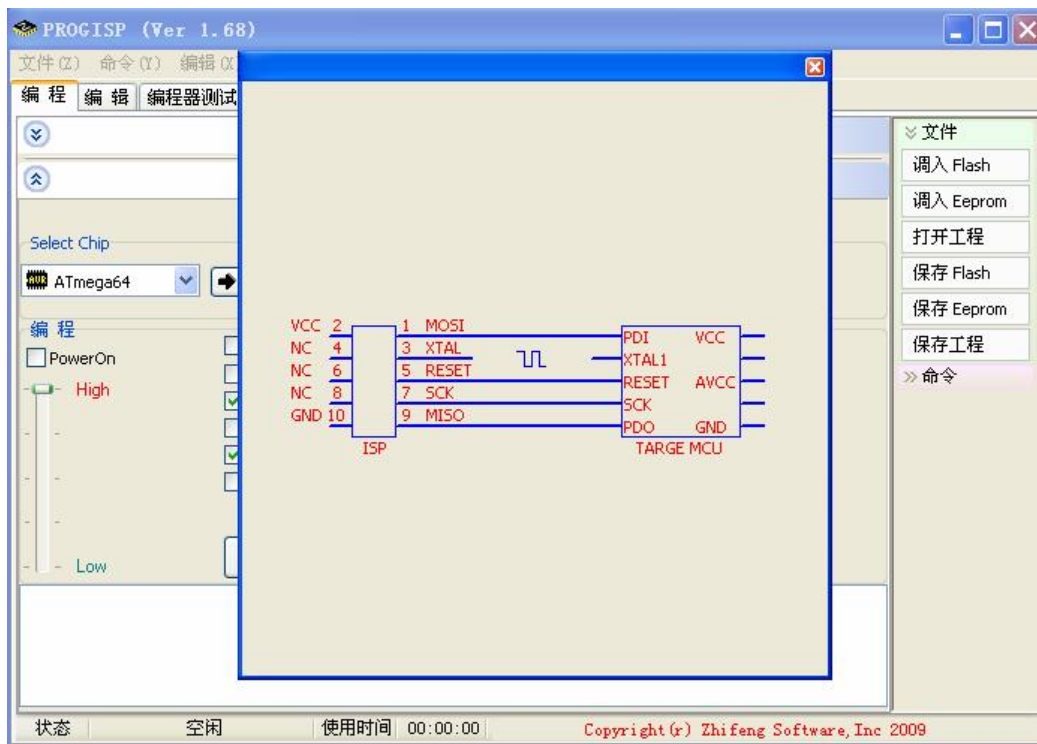 PROGISP (Ver 1.68)
文件(Z) 命令(Y) 编辑(X
编 程 编 辑 编程器测试
Select Chip
ATmega64
编 程
PowerOn
High
Low
VCC 2 1 MOSI
NC 4 3 XTAL
NC 6 5 RESET
NC 8 7 SCK
GND 10 9 MISO
ISP
PDI VCC
XTAL1
RESET AVCC
SCK
PDO GND
TARGE MCU
文件
调入 Flash
调入 Eeprom
打开工程
保存 Flash
保存 Eeprom
保存工程
命令
状态 空闲 使用时间 00:00:00 Copyright(r) Zhifeng Software,Inc 2009